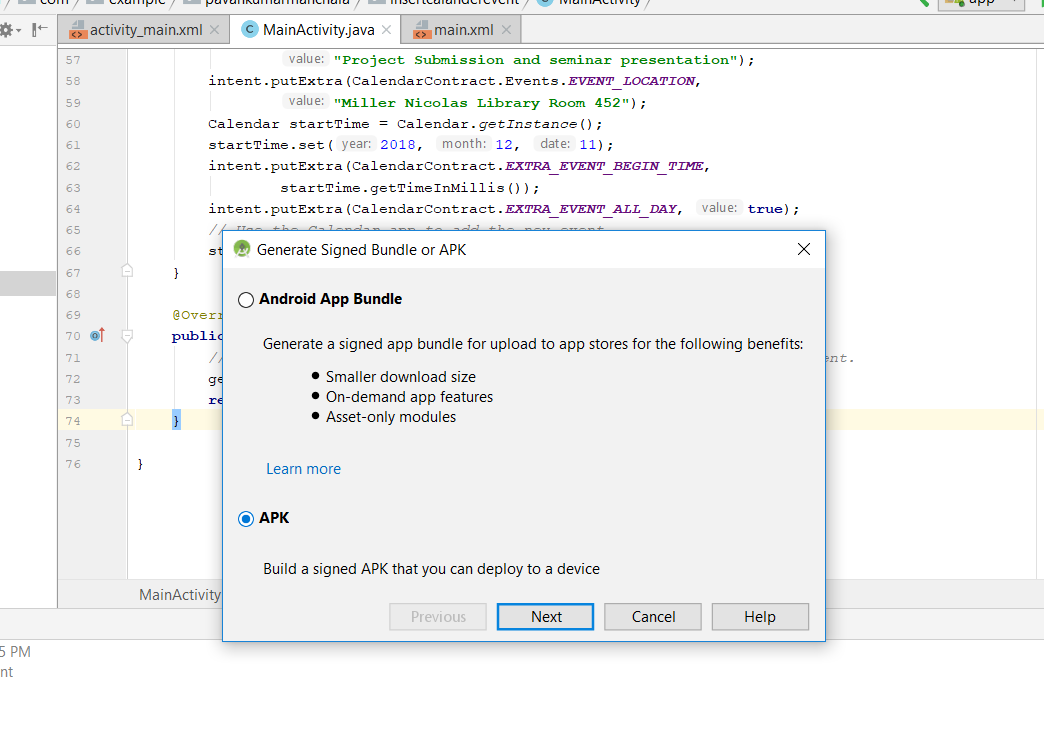 com example pavankumarmanchala insertcalanderevent MainActivity app
activity_main.xml MainActivity.java main.xml
57 value: "Project Submission and seminar presentation");
58 intent.putExtra(CalendarContract.Events.EVENT_LOCATION,
59 value: "Miller Nicolas Library Room 452");
60 Calendar startTime = Calendar.getInstance();
61 startTime.set( year: 2018, month: 12, date: 11);
62 intent.putExtra(CalendarContract.EXTRA_EVENT_BEGIN_TIME,
63 startTime.getTimeInMillis());
64 intent.putExtra(CalendarContract.EXTRA_EVENT_ALL_DAY, value: true);
65 // Use the Calendar app to add the new event
66 st
67 }
68
69 @Overr
70 public
71 // ent.
72 ge
73 re
74 }
75
76 }
Generate Signed Bundle or APK
Android App Bundle
Generate a signed app bundle for upload to app stores for the following benefits:
• Smaller download size
• On-demand app features
• Asset-only modules
Learn more
APK
Build a signed APK that you can deploy to a device
Previous Next Cancel Help
MainActivity
5 PM
nt